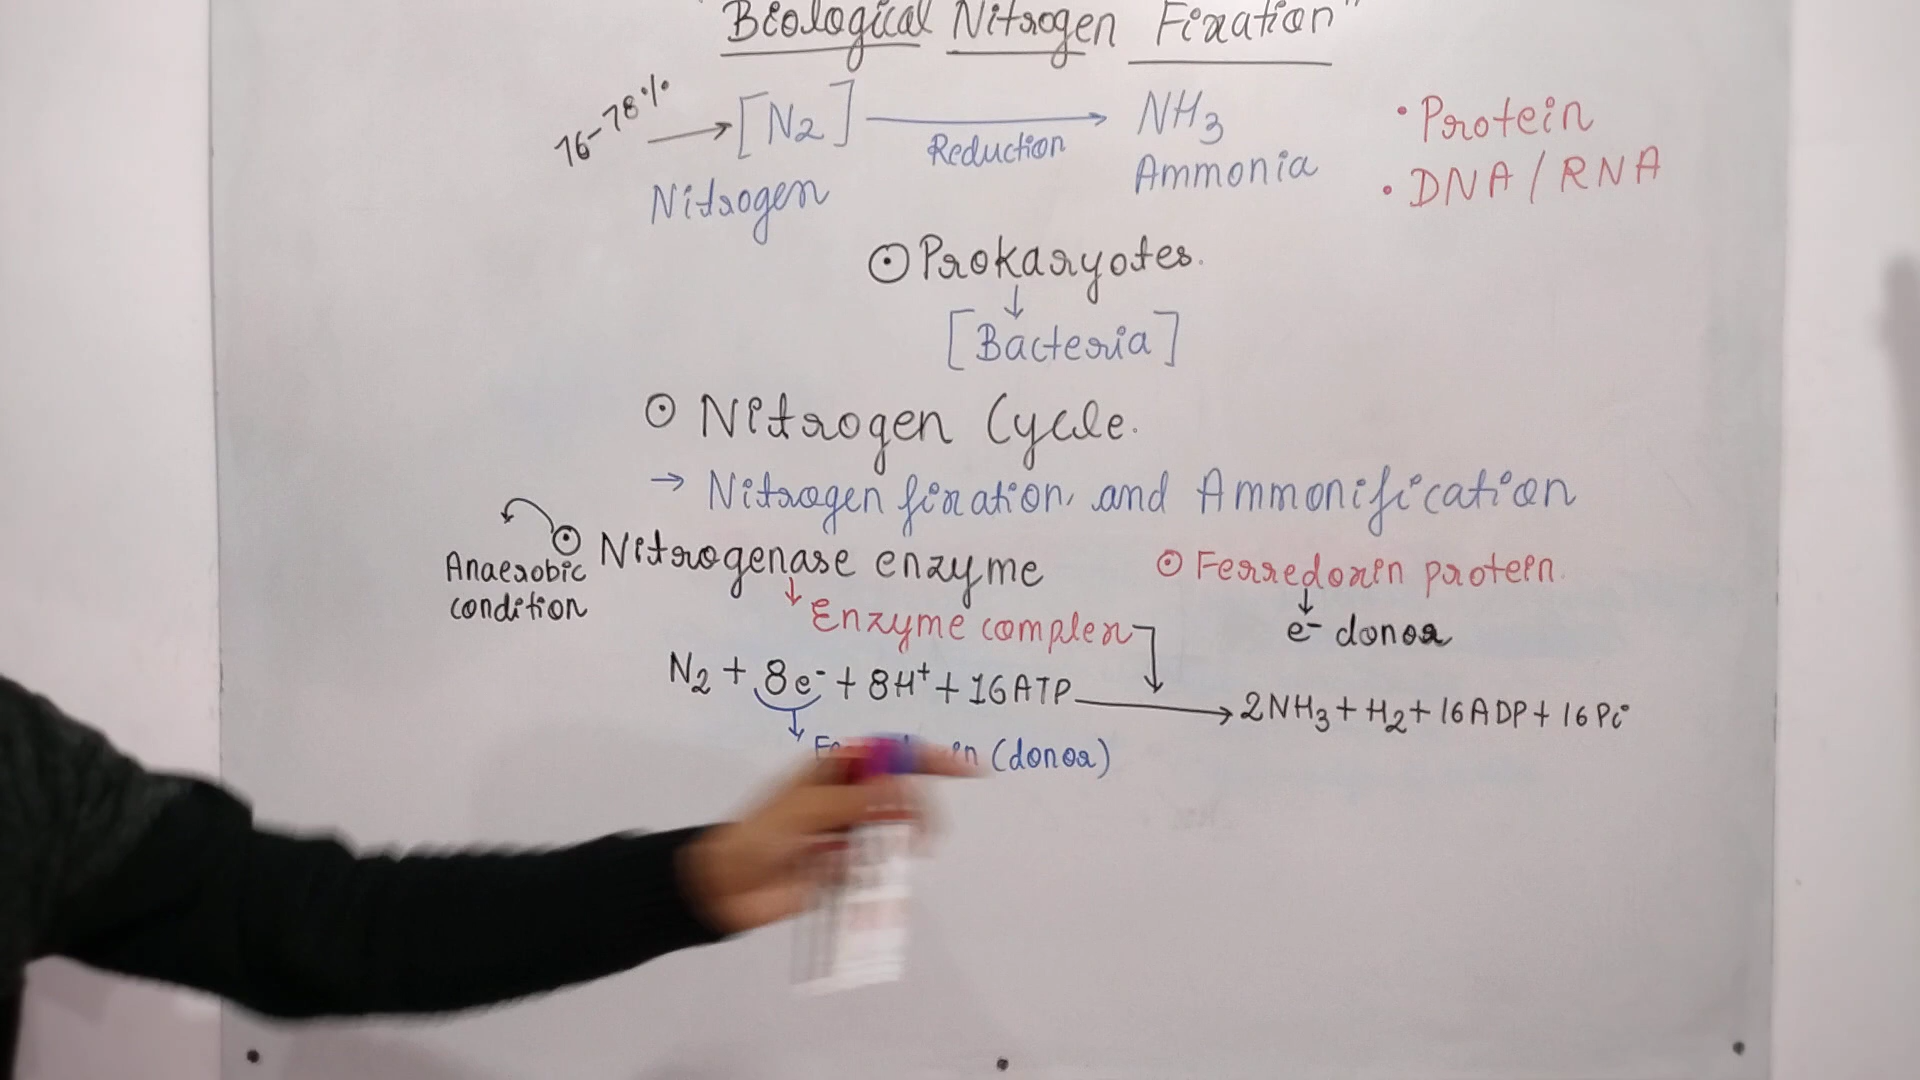 "Biological Nitrogen Fixation"
76-78%
[N2] Reduction NH3
Nitrogen Ammonia
• Protein
• DNA / RNA
⊙ Prokaryotes.
↓
[Bacteria]
⊙ Nitrogen Cycle.
→ Nitrogen fixation, and Ammonification
Anaerobic
condition
⊙ Nitrogenase enzyme
↓ Enzyme complex
⊙ Ferredoxin protein.
↓
e- donor
N2 + 8e- + 8H+ + 16ATP → 2NH3 + H2 + 16ADP + 16Pi
↓ (donor)